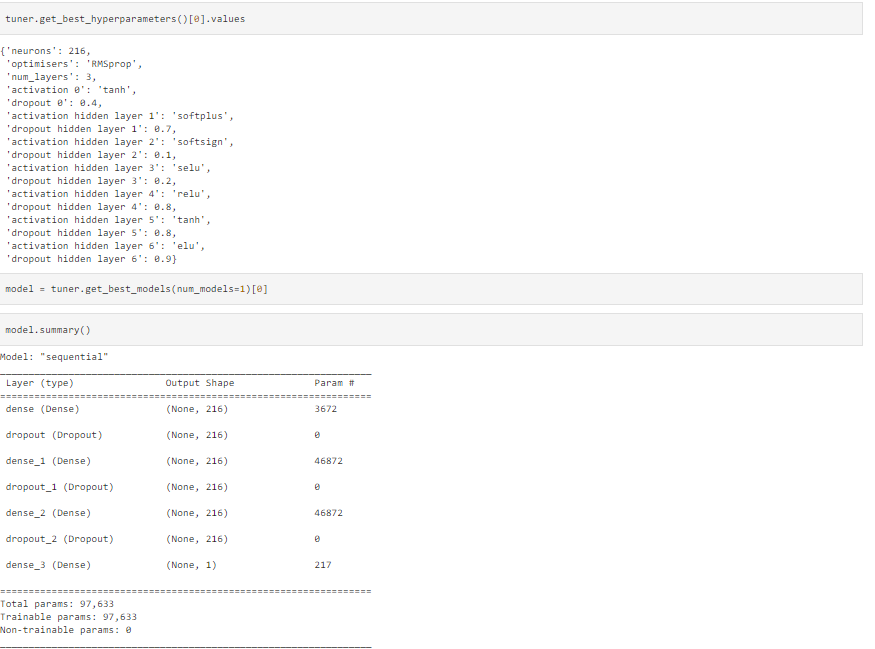 tuner.get_best_hyperparameters()[0].values
{'neurons': 216,
'optimisers': 'RMSprop',
'num_layers': 3,
'activation 0': 'tanh',
'dropout 0': 0.4,
'activation hidden layer 1': 'softplus',
'dropout hidden layer 1': 0.7,
'activation hidden layer 2': 'softsign',
'dropout hidden layer 2': 0.1,
'activation hidden layer 3': 'selu',
'dropout hidden layer 3': 0.2,
'activation hidden layer 4': 'relu',
'dropout hidden layer 4': 0.8,
'activation hidden layer 5': 'tanh',
'dropout hidden layer 5': 0.8,
'activation hidden layer 6': 'elu',
'dropout hidden layer 6': 0.9}
model = tuner.get_best_models(num_models=1)[0]
model.summary()
Model: "sequential"
Layer (type) Output Shape Param #
=================================================================
dense (Dense) (None, 216) 3672
dropout (Dropout) (None, 216) 0
dense_1 (Dense) (None, 216) 46872
dropout_1 (Dropout) (None, 216) 0
dense_2 (Dense) (None, 216) 46872
dropout_2 (Dropout) (None, 216) 0
dense_3 (Dense) (None, 1) 217
=================================================================
Total params: 97,633
Trainable params: 97,633
Non-trainable params: 0